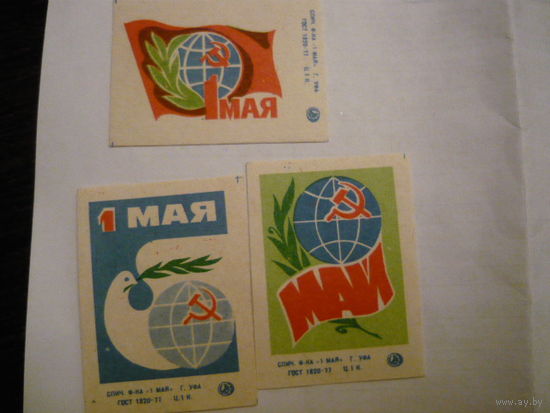 1 МАЯ
СПИЧ. Ф-КА «1 МАЯ» Г. УФА
ГОСТ 1820-77 Ц.1 К.
1 МАЯ
СПИЧ. Ф-КА «1 МАЯ» Г. УФА
ГОСТ 1820-77 Ц.1 К.
МАЙ
СПИЧ. Ф-КА «1 МАЯ» Г. УФА
ГОСТ 1820-77 Ц.1 К.
www.ay.by